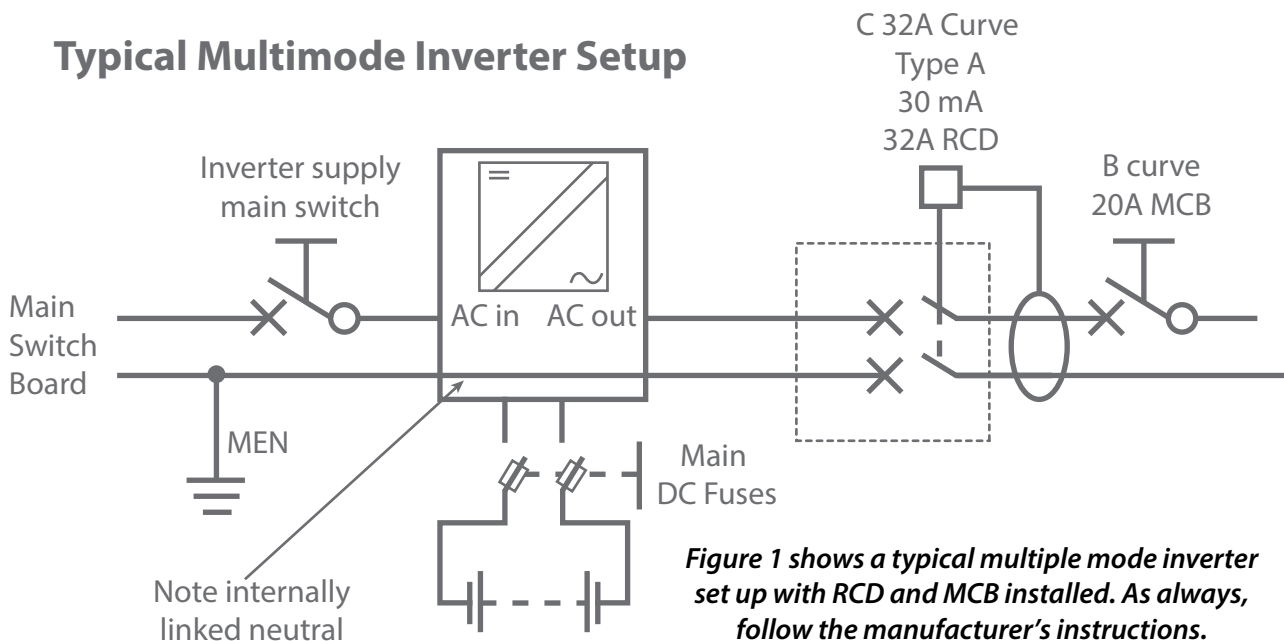 Typical Multimode Inverter Setup
C 32A Curve
Type A
30 mA
32A RCD
Inverter supply
main switch
B curve
20A MCB
Main
Switch
Board
AC in
AC out
MEN
Main
DC Fuses
Note internally
linked neutral
Figure 1 shows a typical multiple mode inverter
set up with RCD and MCB installed. As always,
follow the manufacturer’s instructions.